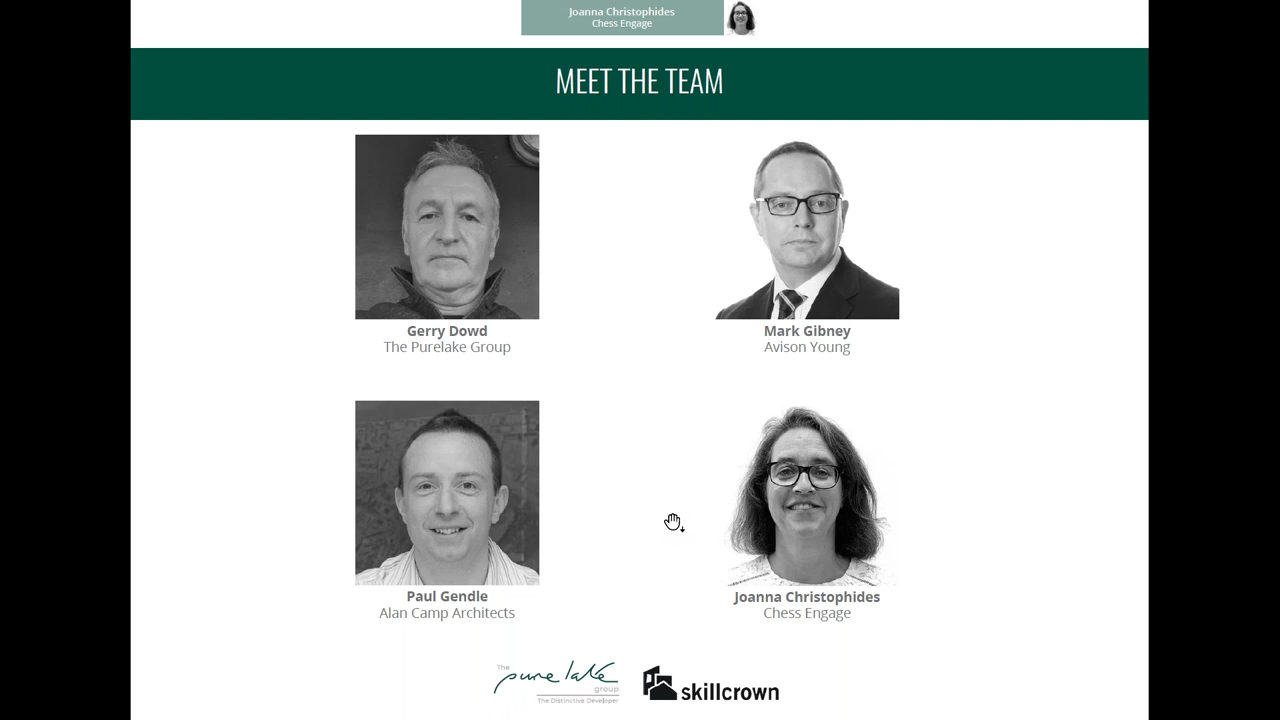 Joanna Christophides
Chess Engage
MEET THE TEAM
Gerry Dowd
The Purelake Group
Mark Gibney
Avison Young
Paul Gendle
Alan Camp Architects
Joanna Christophides
Chess Engage
The
pure lake
group
The Distinctive Developer
skillcrown